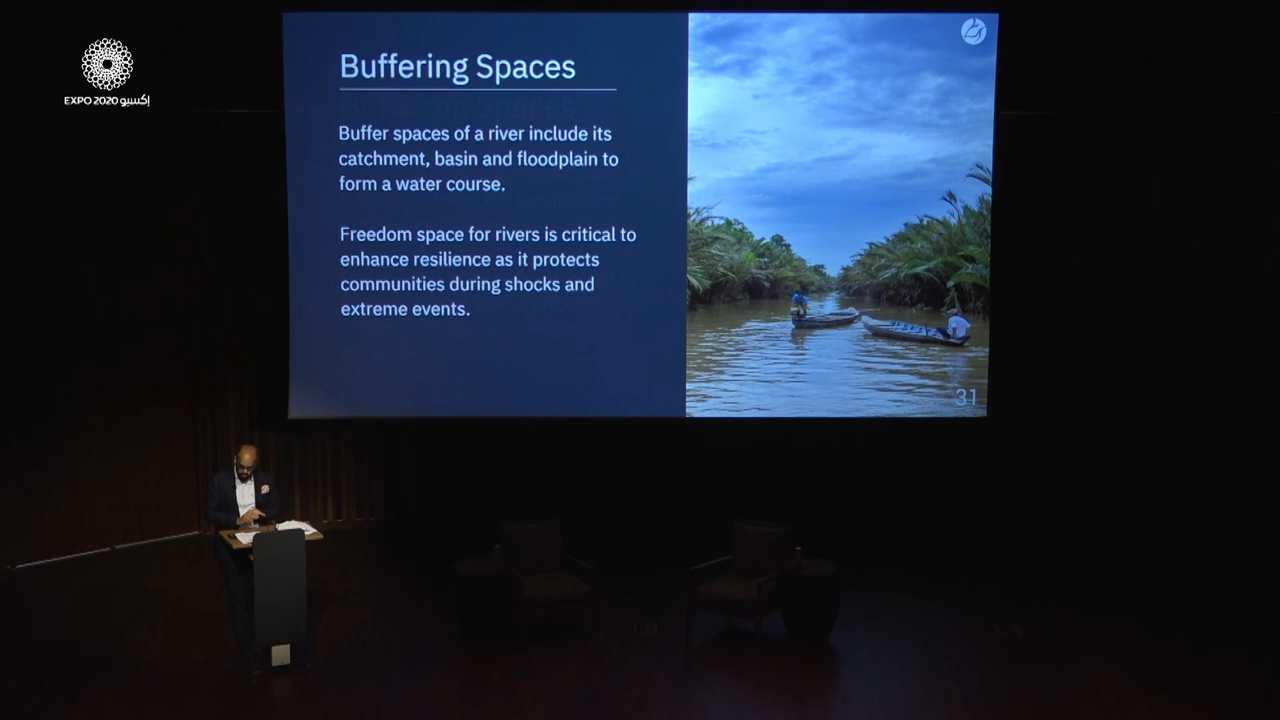 EXPO 2020 إكسبو
Buffering Spaces
Buffer spaces of a river include its
catchment, basin and floodplain to
form a water course.
Freedom space for rivers is critical to
enhance resilience as it protects
communities during shocks and
extreme events.
31